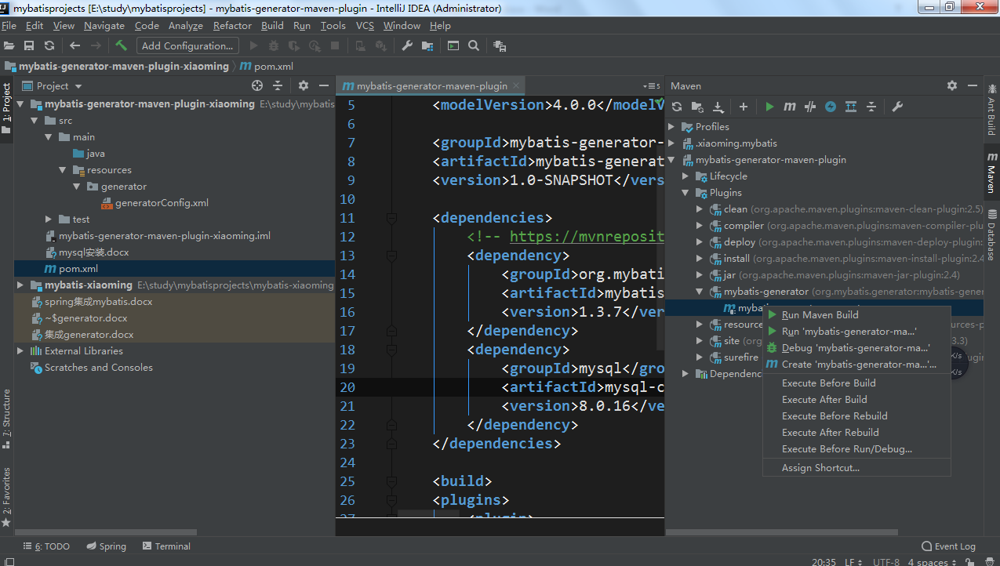 mybatisprojects [E:\study\mybatisprojects] - mybatis-generator-maven-plugin - IntelliJ IDEA (Administrator)
File Edit View Navigate Code Analyze Refactor Build Run Tools VCS Window Help
Add Configuration...
mybatis-generator-maven-plugin-xiaoming pom.xml
1: Project
7: Structure
2: Favorites
Project
mybatis-generator-maven-plugin-xiaoming E:\study\mybatis
src
main
java
resources
generator
generatorConfig.xml
test
mybatis-generator-maven-plugin-xiaoming.iml
mysql安装.docx
pom.xml
mybatis-xiaoming E:\study\mybatisprojects\mybatis-xiaoming
spring集成mybatis.docx
~$generator.docx
集成generator.docx
External Libraries
Scratches and Consoles
mybatis-generator-maven-plugin
5 <modelVersion>4.0.0</modelV
6
7 <groupId>mybatis-generator-
8 <artifactId>mybatis-generat
9 <version>1.0-SNAPSHOT</vers
10
11 <dependencies>
12 <!-- https://mvnreposit
13 <dependency>
14 <groupId>org.mybati
15 <artifactId>mybatis
16 <version>1.3.7</ver
17 </dependency>
18 <dependency>
19 <groupId>mysql</gro
20 <artifactId>mysql-c
21 <version>8.0.16</ve
22 </dependency>
23 </dependencies>
24
25 <build>
26 <plugins>
27 <plugin>
Maven
Profiles
.xiaoming.mybatis
mybatis-generator-maven-plugin
Lifecycle
Plugins
clean (org.apache.maven.plugins:maven-clean-plugin:2.5)
compiler (org.apache.maven.plugins:maven-compiler-plu
deploy (org.apache.maven.plugins:maven-deploy-plugin:
install (org.apache.maven.plugins:maven-install-plugin:2.4
jar (org.apache.maven.plugins:maven-jar-plugin:2.4)
mybatis-generator (org.mybatis.generator:mybatis-gener
myba
resource urces-p
site (org 3.3)
surefire lugin
Dependenc
K/s
K/s
Run Maven Build
Run 'mybatis-generator-ma...'
Debug 'mybatis-generator-ma...'
Create 'mybatis-generator-ma...'...
Execute Before Build
Execute After Build
Execute Before Rebuild
Execute After Rebuild
Execute Before Run/Debug...
Assign Shortcut...
Ant Build
Maven
Database
6: TODO Spring Terminal Event Log
20:35 LF UTF-8 4 spaces